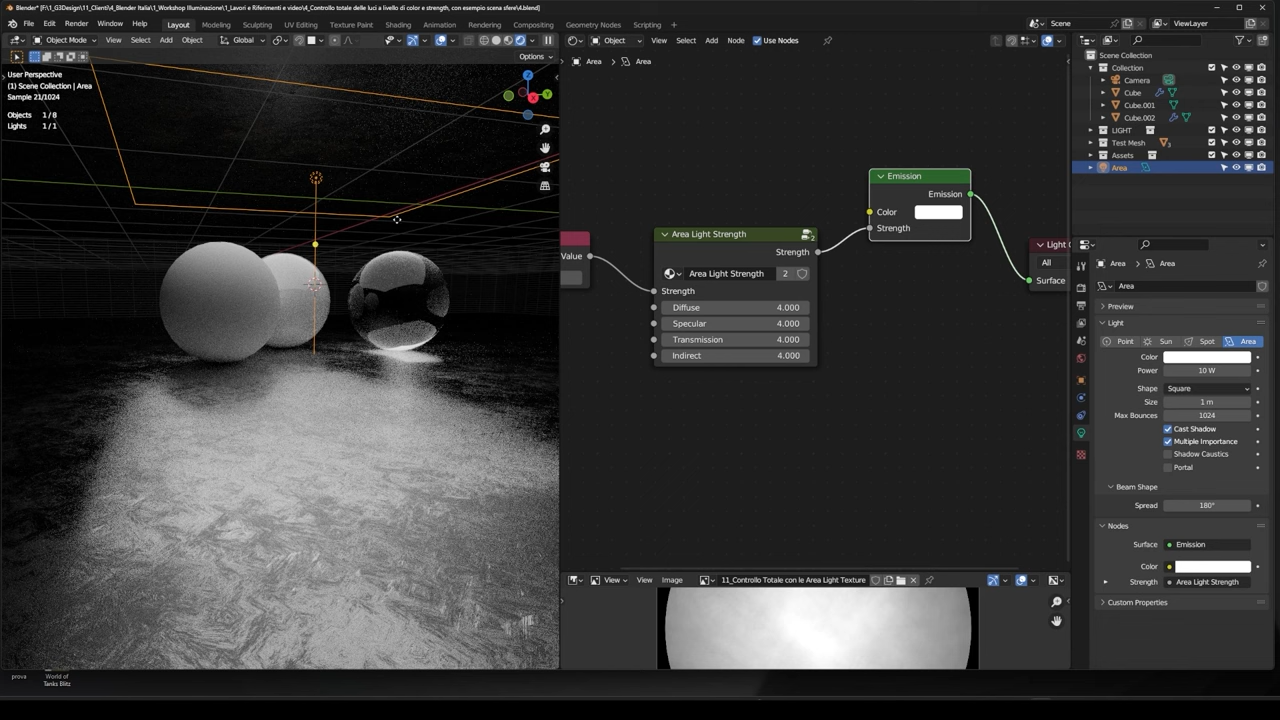 Blender* [F:\1_G3Design\11_Clienti\4_Blender Italia\1_Workshop Illuminazione\1_Lavori e Riferimenti e video\4_Controllo totale delle luci a livello di color e strength, con esempio scena sfere\4.blend]
File Edit Render Window Help Layout Modeling Sculpting UV Editing Texture Paint Shading Animation Rendering Compositing Geometry Nodes Scripting Scene ViewLayer
Object Mode View Select Add Object Global
Options
User Perspective
(1) Scene Collection | Area
Sample 21/1024
Objects 1/8
Lights 1/1
Z
Y
X
Object View Select Add Node Use Nodes
Area Area
Value
Area Light Strength
2
Strength
Area Light Strength 2
Strength
Diffuse 4.000
Specular 4.000
Transmission 4.000
Indirect 4.000
Emission
Emission
Color
Strength
All
Surface
View View Image 11_Controllo Totale con le Area Light Texture
Scene Collection
Collection
Camera
Cube
Cube.001
Cube.002
LIGHT
Test Mesh 3
Assets
Area
Area Area
Area
Preview
Light
Point Sun Spot Area
Color
Power 10 W
Shape Square
Size 1 m
Max Bounces 1024
Cast Shadow
Multiple Importance
Shadow Caustics
Portal
Beam Shape
Spread 180°
Nodes
Surface Emission
Color
Strength Area Light Strength
Custom Properties
prova
World of
Tanks Blitz